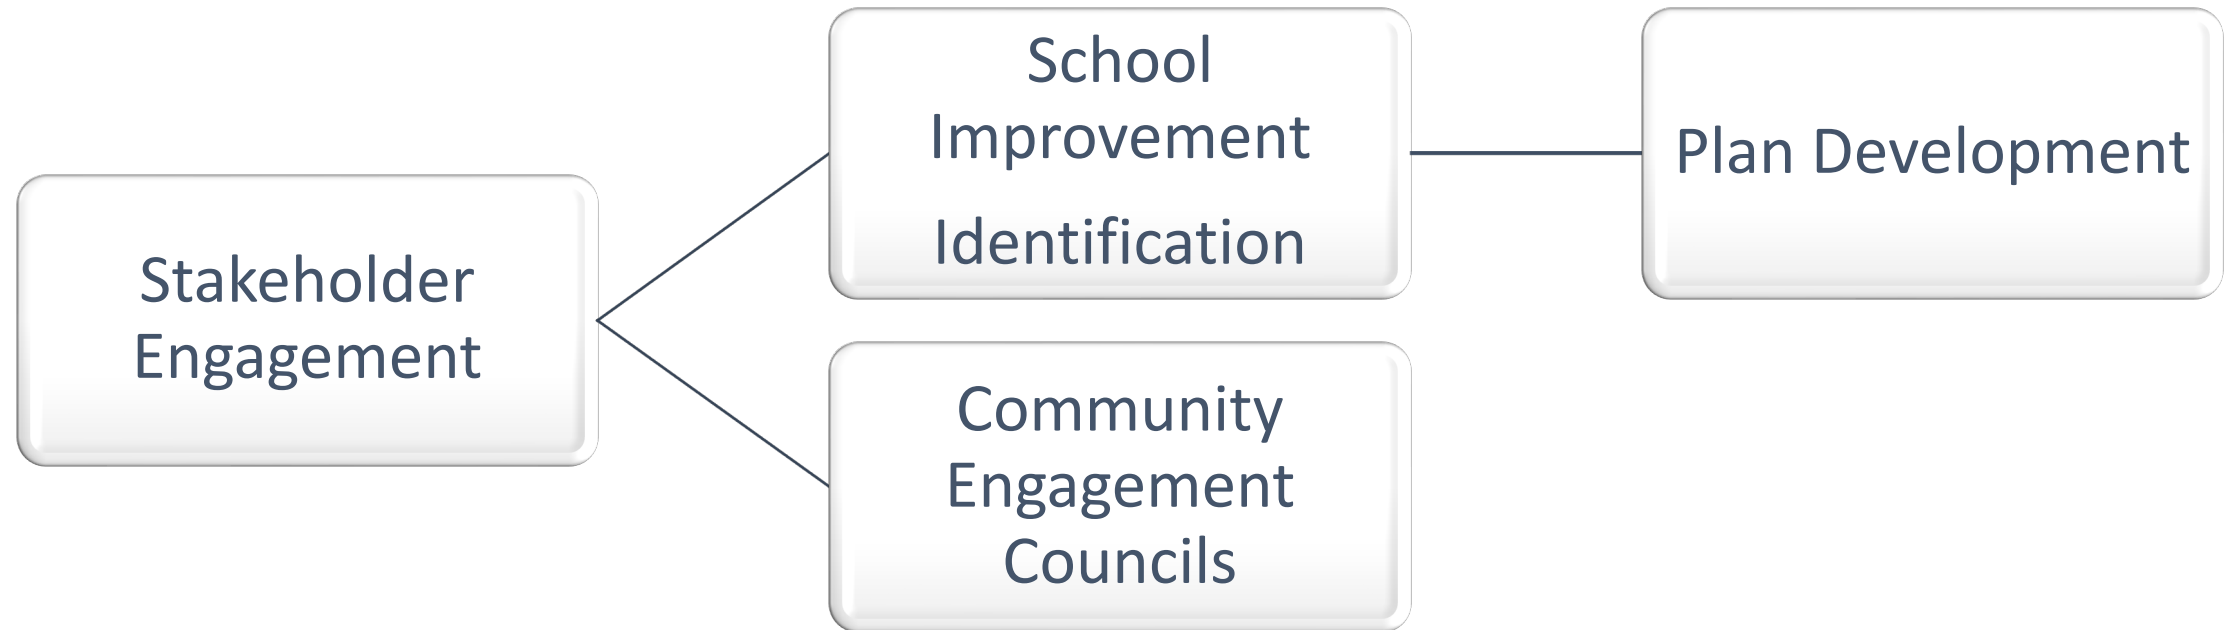 Stakeholder
Engagement
School
Improvement
Identification
Community
Engagement
Councils
Plan Development